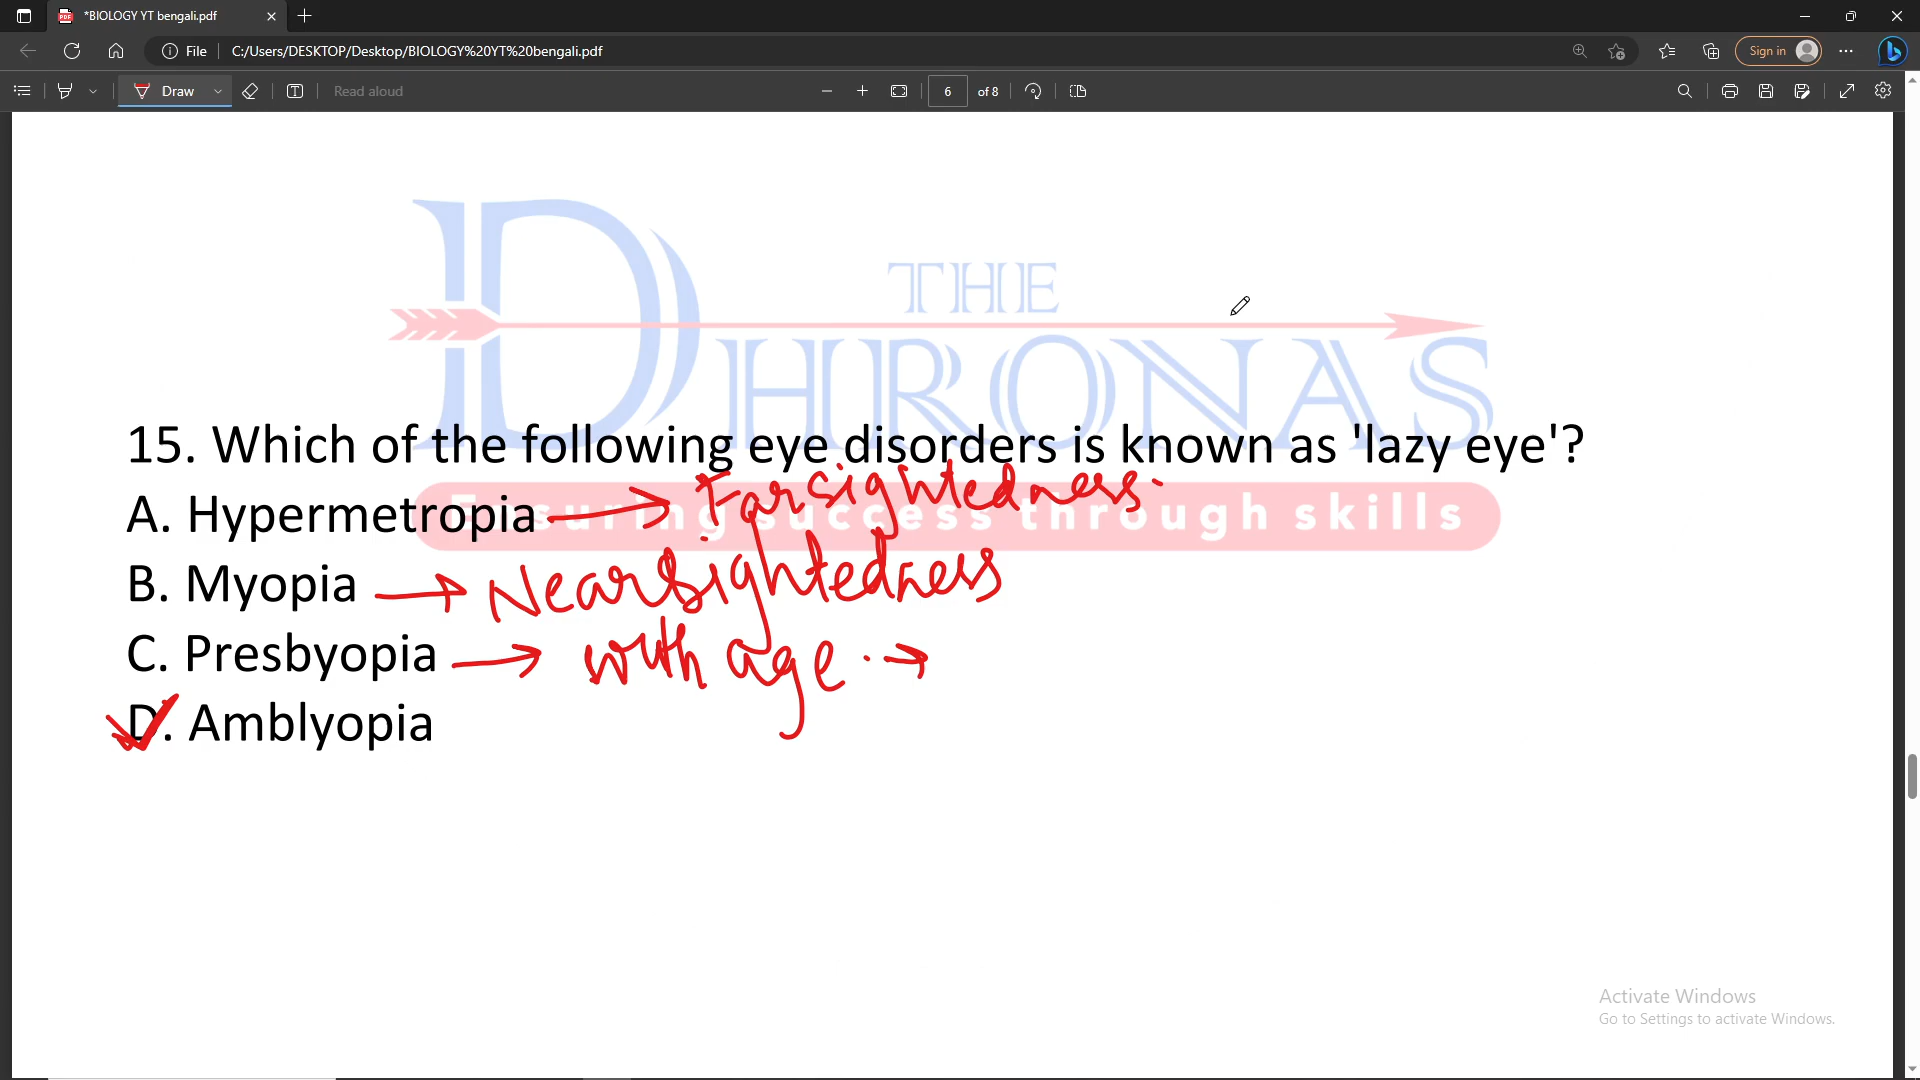 *BIOLOGY YT bengali.pdf
File
C:/Users/DESKTOP/Desktop/BIOLOGY%20YT%20bengali.pdf
Sign in
Draw
Read aloud
6 of 8
THE
DHRONAS
Ensuring success through skills
15. Which of the following eye disorders is known as 'lazy eye'?
A. Hypermetropia → Farsightedness.
B. Myopia → Nearsightedness
C. Presbyopia → with age. →
D. Amblyopia
Activate Windows
Go to Settings to activate Windows.